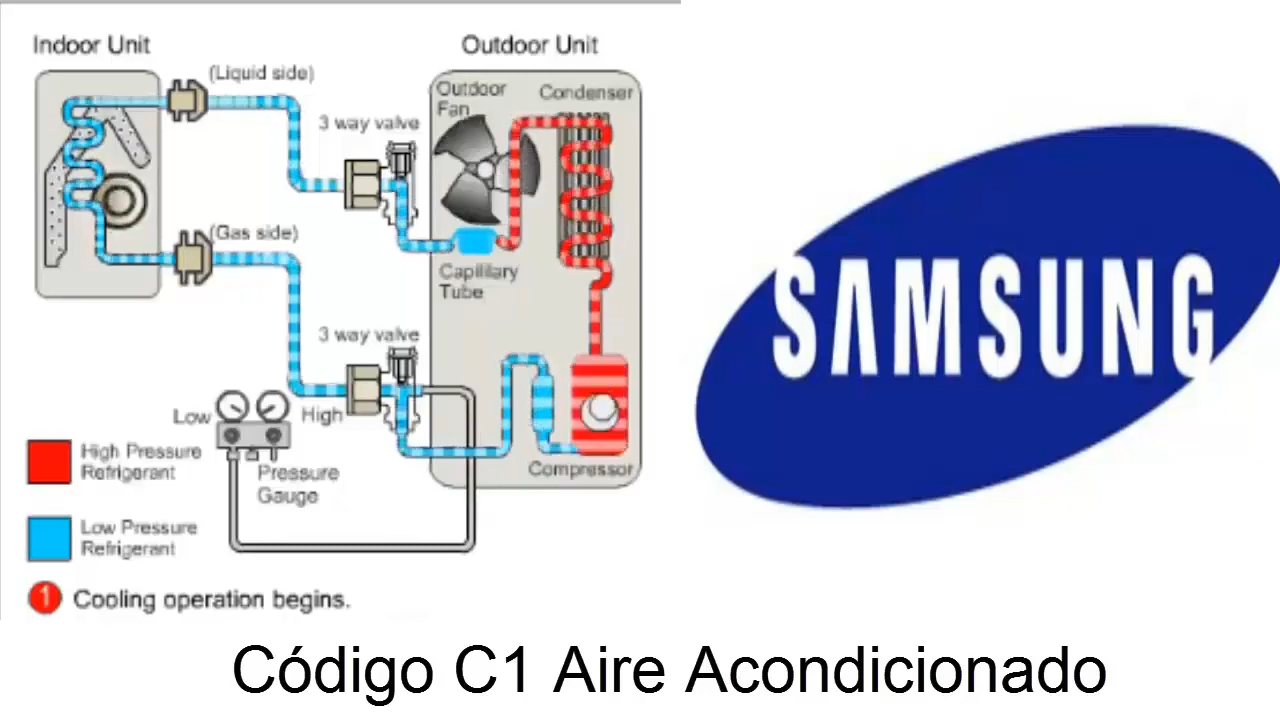 Indoor Unit
Outdoor Unit
(Liquid side)
Outdoor
Fan
Condenser
3 way valve
(Gas side)
Capillary
Tube
3 way valve
Low
High
Pressure
Gauge
Compressor
High Pressure
Refrigerant
Low Pressure
Refrigerant
1 Cooling operation begins.
SAMSUNG
Código C1 Aire Acondicionado